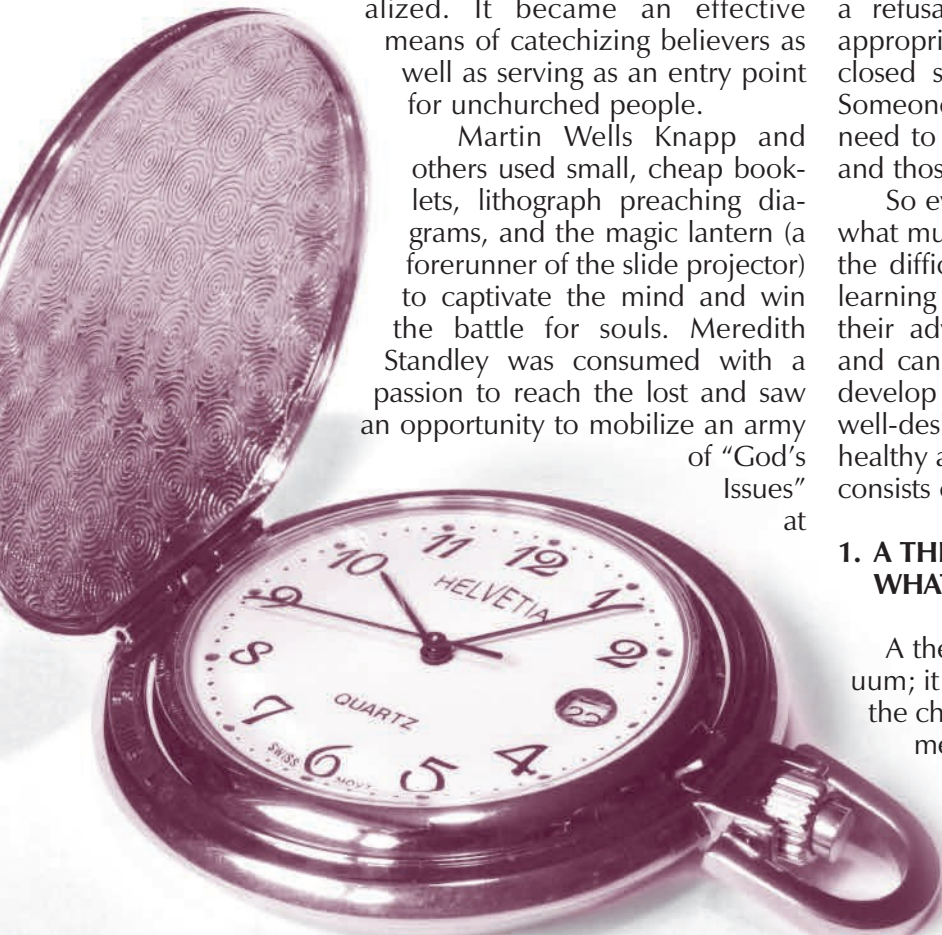 alized. It became an effective
means of catechizing believers as
well as serving as an entry point
for unchurched people.
Martin Wells Knapp and
others used small, cheap book-
lets, lithograph preaching dia-
grams, and the magic lantern (a
forerunner of the slide projector)
to captivate the mind and win
the battle for souls. Meredith
Standley was consumed with a
passion to reach the lost and saw
an opportunity to mobilize an army
of “God’s
Issues”
at
a refusa
appropri
closed s
Someone
need to
and thos
So ev
what mu
the diffic
learning
their adv
and can
develop
well-des
healthy a
consists
1. A THI
WHAT
A the
uum; it
the ch
me
12
11
10
1
HELVETIA
9
2
8
22
QUARTZ
7
4
5
6
SWISS
MOVT